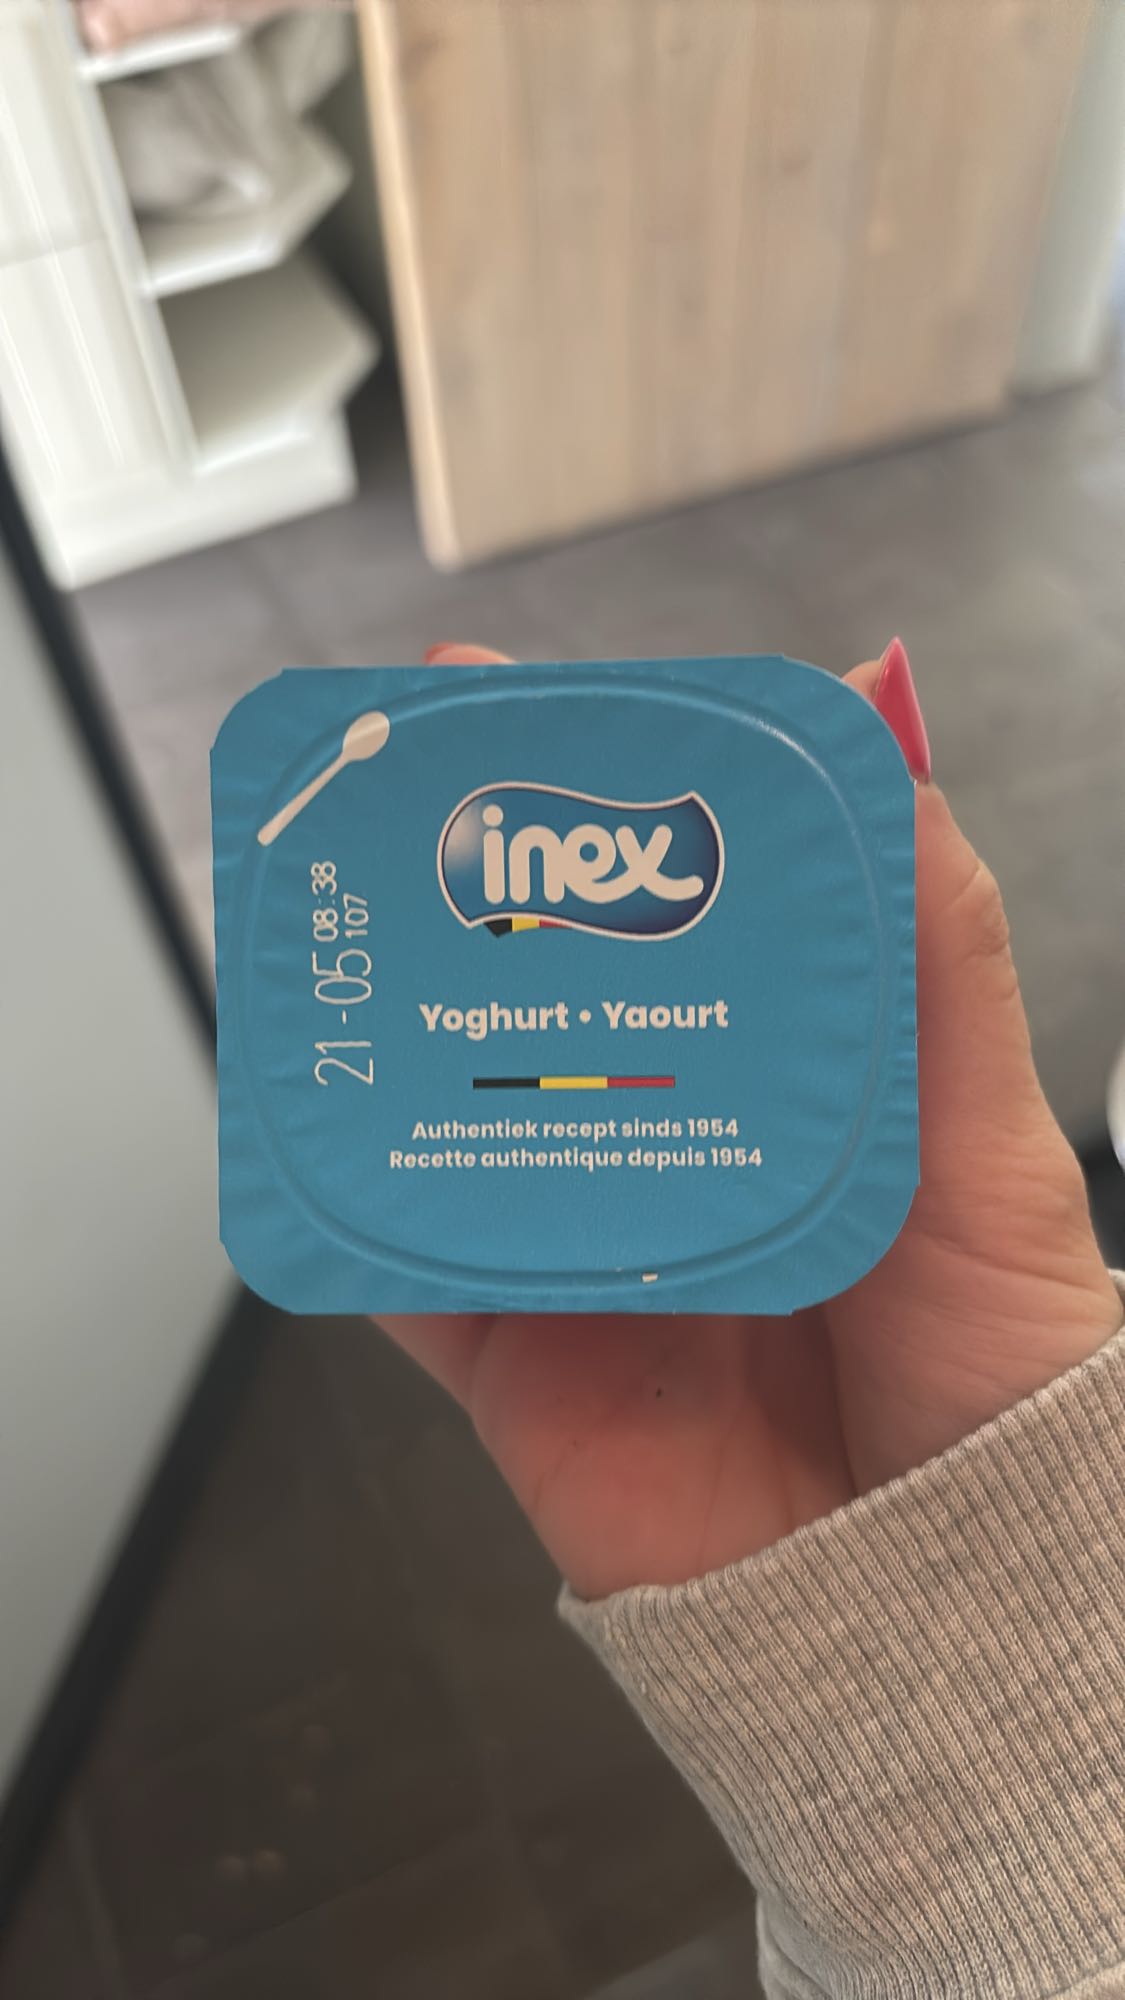 inex
21-05 08:38
107
Yoghurt • Yaourt
Authentiek recept sinds 1954
Recette authentique depuis 1954